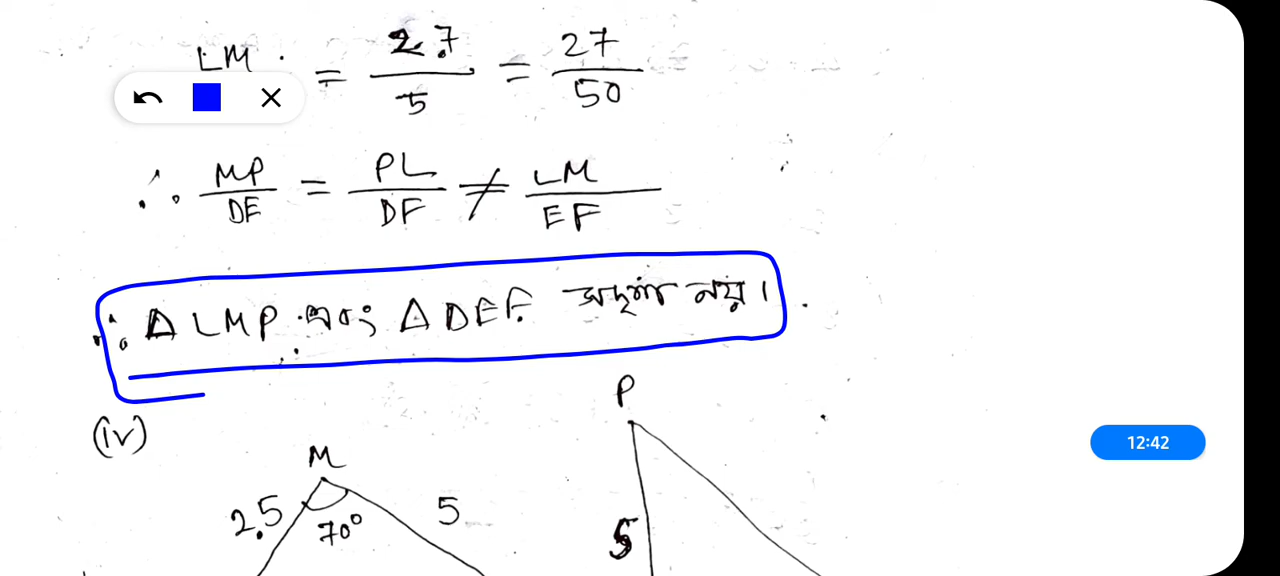 LM = 2.7/5 = 27/50
∴ MP/DE = PL/DF ≠ LM/EF
∴ Δ LMP এবং Δ DEF সদৃশ নয়।
(iv)
P
M
2.5 70° 5 5
12:42